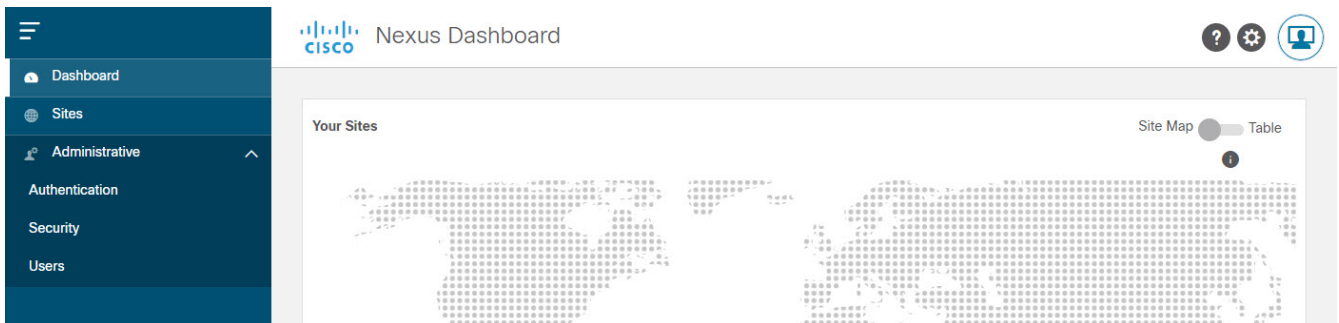 CISCO
Nexus Dashboard
?
Dashboard
Sites
Administrative
Authentication
Security
Users
Your Sites
Site Map
Table
i